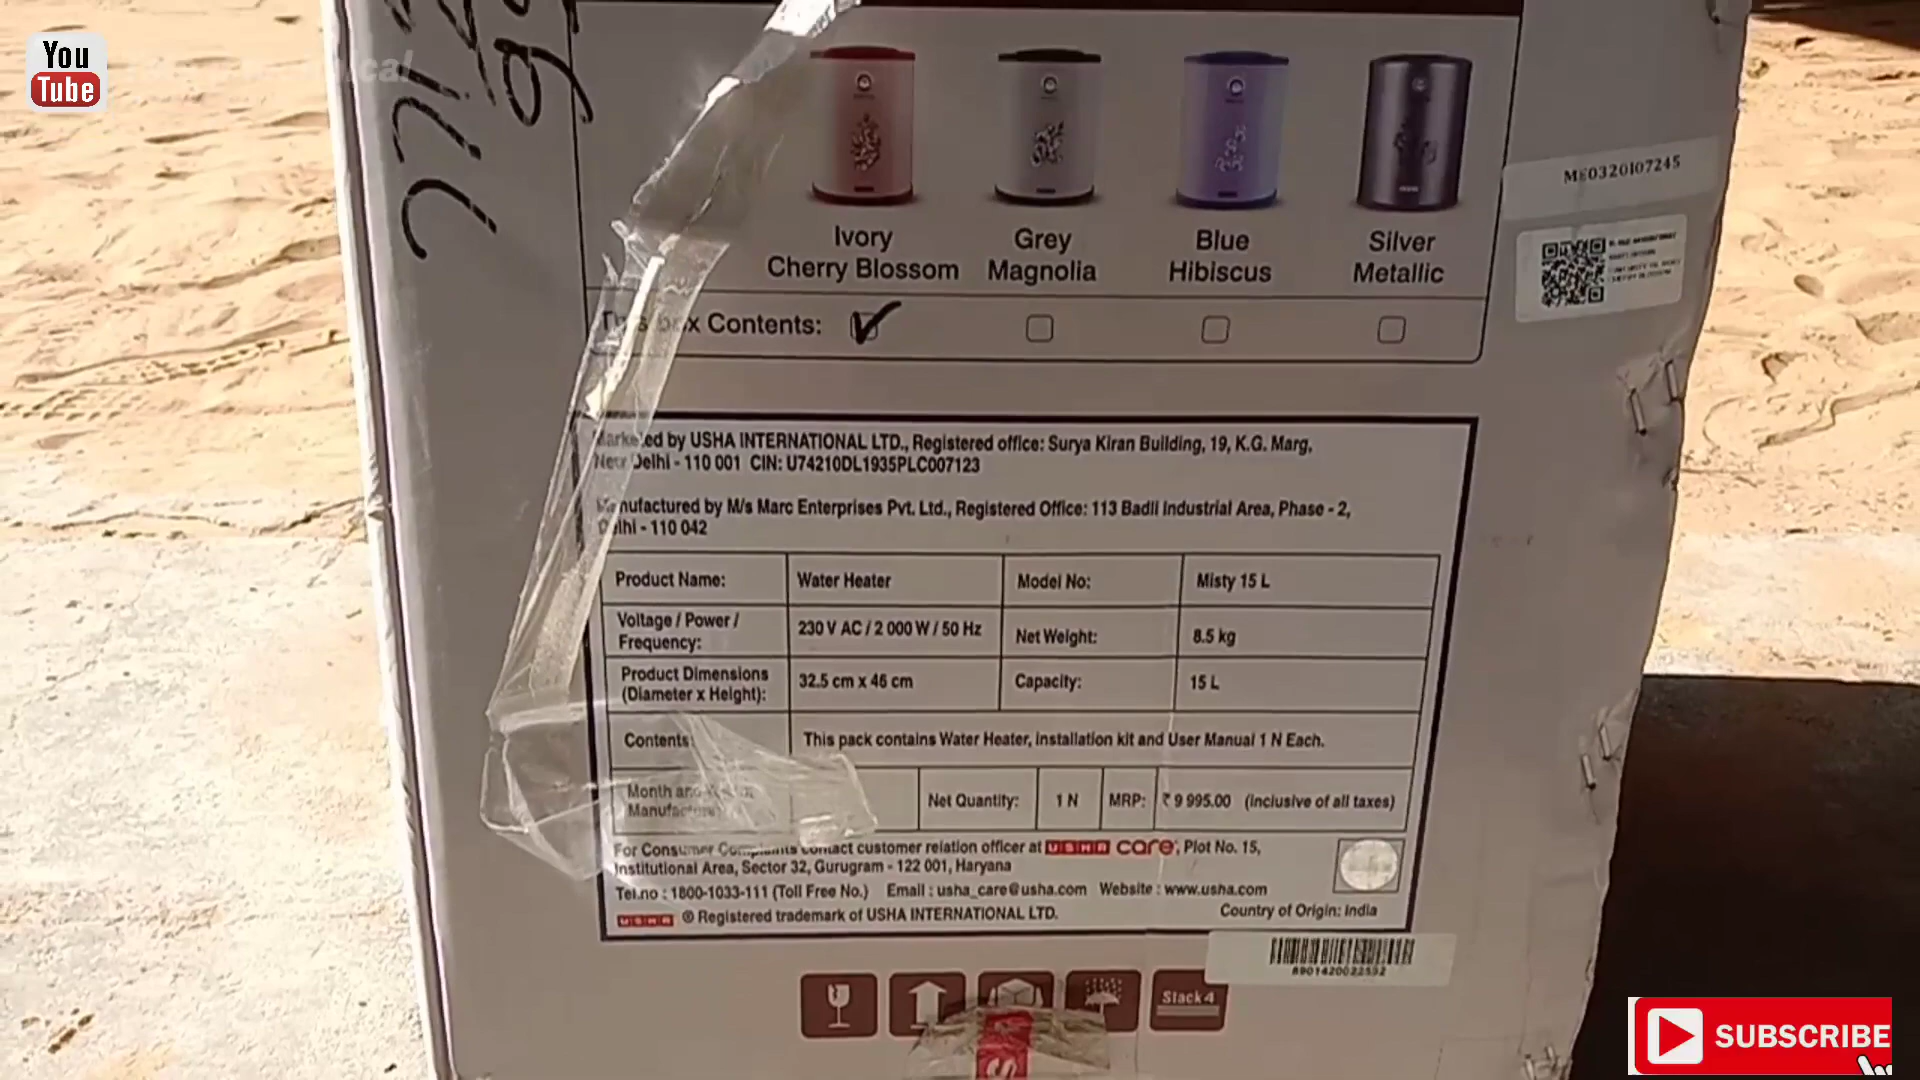 You
Tube
Ivory
Cherry Blossom
Grey
Magnolia
Blue
Hibiscus
Silver
Metallic
ME0320107245
This box Contents:
Marketed by USHA INTERNATIONAL LTD., Registered office: Surya Kiran Building, 19, K.G. Marg,
New Delhi - 110 001 CIN: U74210DL1935PLC007123
Manufactured by M/s Marc Enterprises Pvt. Ltd., Registered Office: 113 Badli Industrial Area, Phase - 2,
Delhi - 110 042
Product Name: Water Heater Model No: Misty 15 L
Voltage / Power /
Frequency: 230 V AC / 2 000 W / 50 Hz Net Weight: 8.5 kg
Product Dimensions
(Diameter x Height): 32.5 cm x 46 cm Capacity: 15 L
Contents: This pack contains Water Heater, Installation kit and User Manual 1 N Each.
Month and
Manufacture
Net Quantity: 1 N MRP: ₹ 9 995.00 (inclusive of all taxes)
For Consumer Complaints contact customer relation officer at USHA care, Plot No. 15,
Institutional Area, Sector 32, Gurugram - 122 001, Haryana
Tel.no : 1800-1033-111 (Toll Free No.) Email : usha_care@usha.com Website : www.usha.com
USHA ® Registered trademark of USHA INTERNATIONAL LTD.
Country of Origin: India
8901420022552
Stack 4
SUBSCRIBE